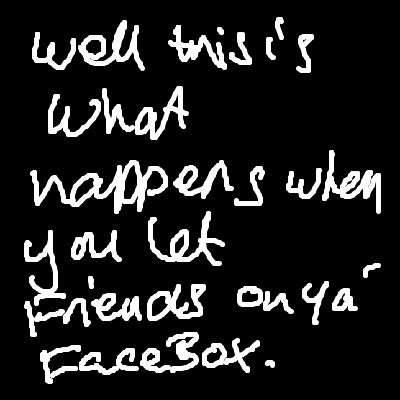 well this is
what
happens when
you let
Friends on ya'
FaceBox.